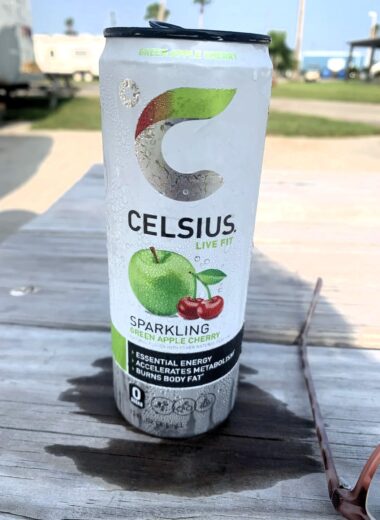 GREEN APPLE CHERRY
CELSIUS.
LIVE FIT
SPARKLING
GREEN APPLE CHERRY
• ESSENTIAL ENERGY
• ACCELERATES METABOLISM
• BURNS BODY FAT*
0